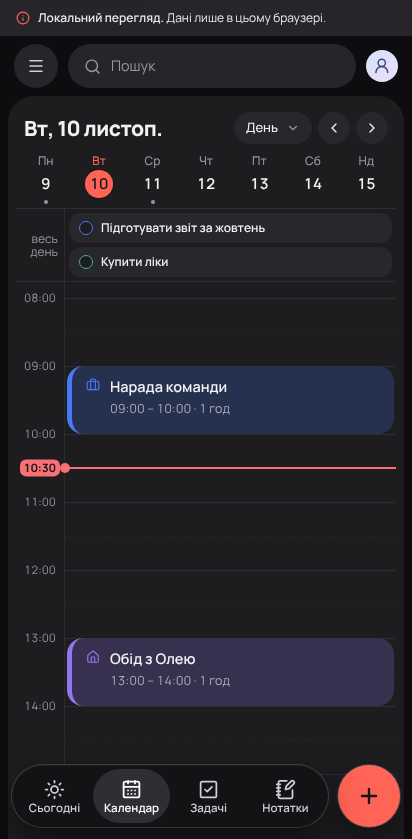 Локальний перегляд. Дані лише в цьому браузері.
Пошук
Вт, 10 листоп.
День
Пн Вт Ср Чт Пт Сб Нд
9 10 11 12 13 14 15
весь день
Підготувати звіт за жовтень
Купити ліки
08:00
09:00
Нарада команди
09:00 – 10:00 · 1 год
10:00
10:30
11:00
12:00
13:00
Обід з Олею
13:00 – 14:00 · 1 год
14:00
Сьогодні Календар Задачі Нотатки